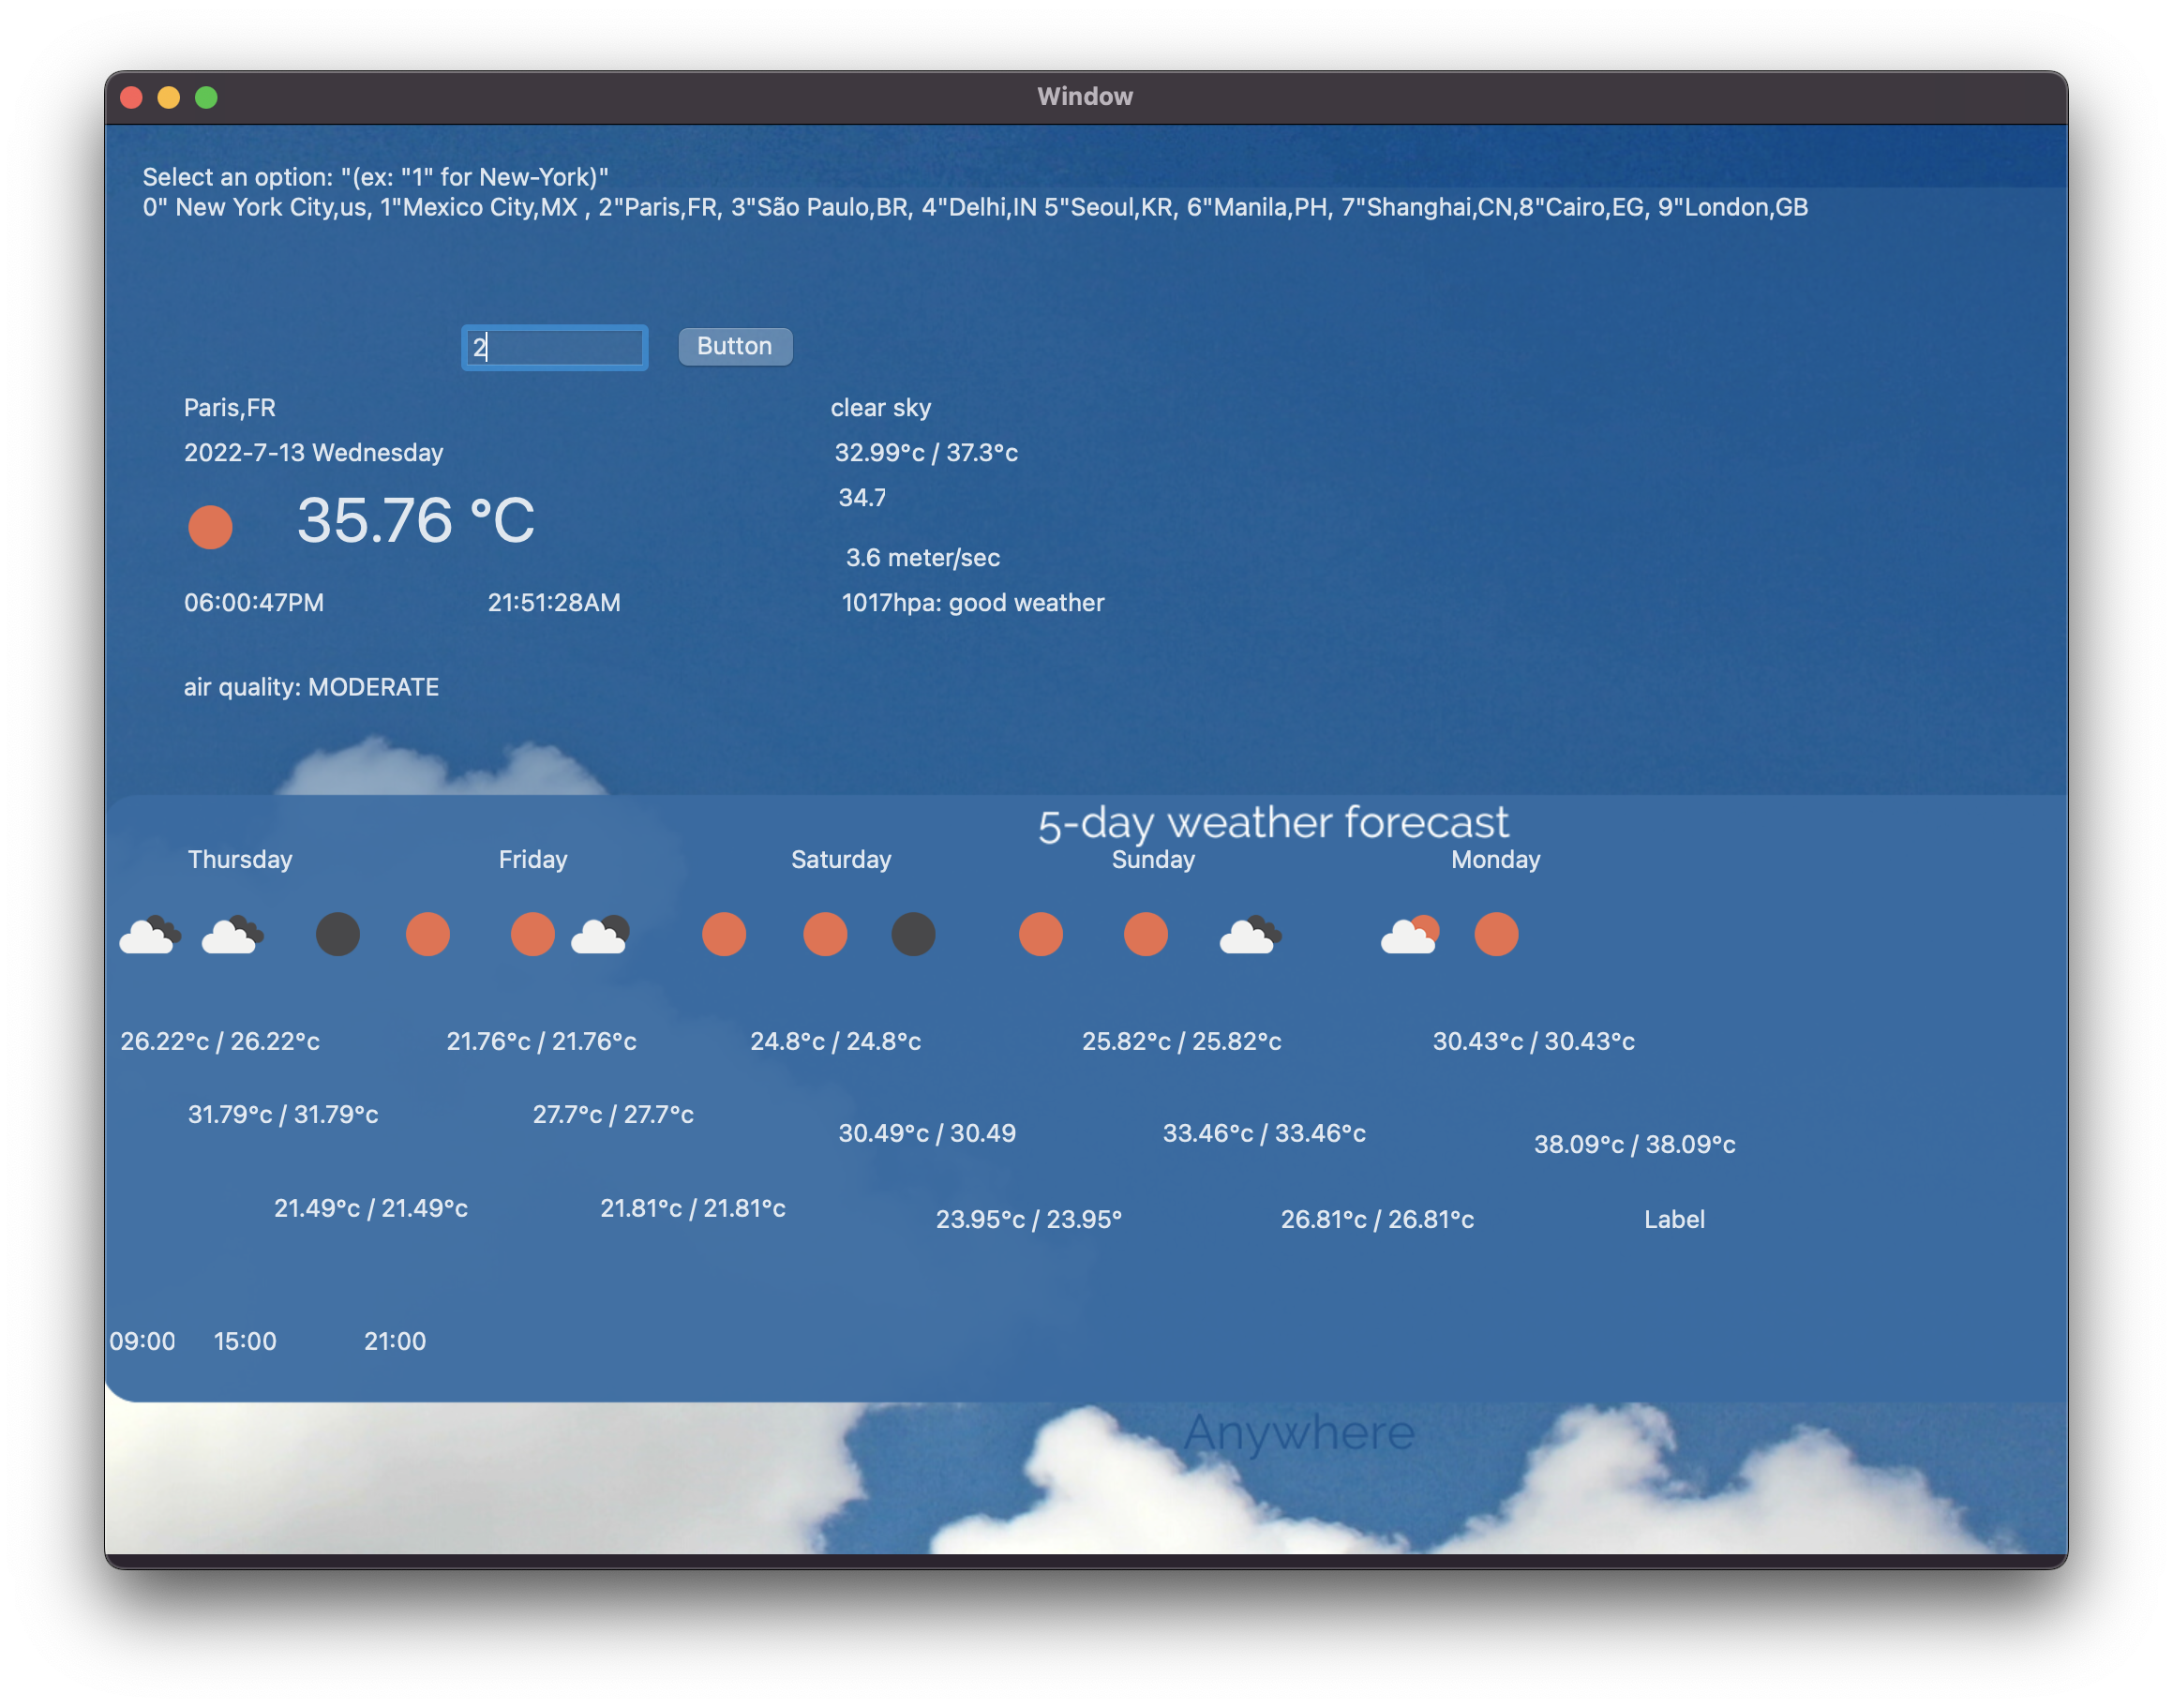 Window
Select an option: "(ex: "1" for New-York)"
0" New York City,us, 1"Mexico City,MX , 2"Paris,FR, 3"São Paulo,BR, 4"Delhi,IN 5"Seoul,KR, 6"Manila,PH, 7"Shanghai,CN,8"Cairo,EG, 9"London,GB
2 Button
Paris,FR clear sky
2022-7-13 Wednesday 32.99°c / 37.3°c
35.76 °C 34.7
3.6 meter/sec
06:00:47PM 21:51:28AM 1017hpa: good weather
air quality: MODERATE
5-day weather forecast
Thursday Friday Saturday Sunday Monday
26.22°c / 26.22°c 21.76°c / 21.76°c 24.8°c / 24.8°c 25.82°c / 25.82°c 30.43°c / 30.43°c
31.79°c / 31.79°c 27.7°c / 27.7°c 30.49°c / 30.49 33.46°c / 33.46°c 38.09°c / 38.09°c
21.49°c / 21.49°c 21.81°c / 21.81°c 23.95°c / 23.95° 26.81°c / 26.81°c Label
09:00 15:00 21:00
Anywhere